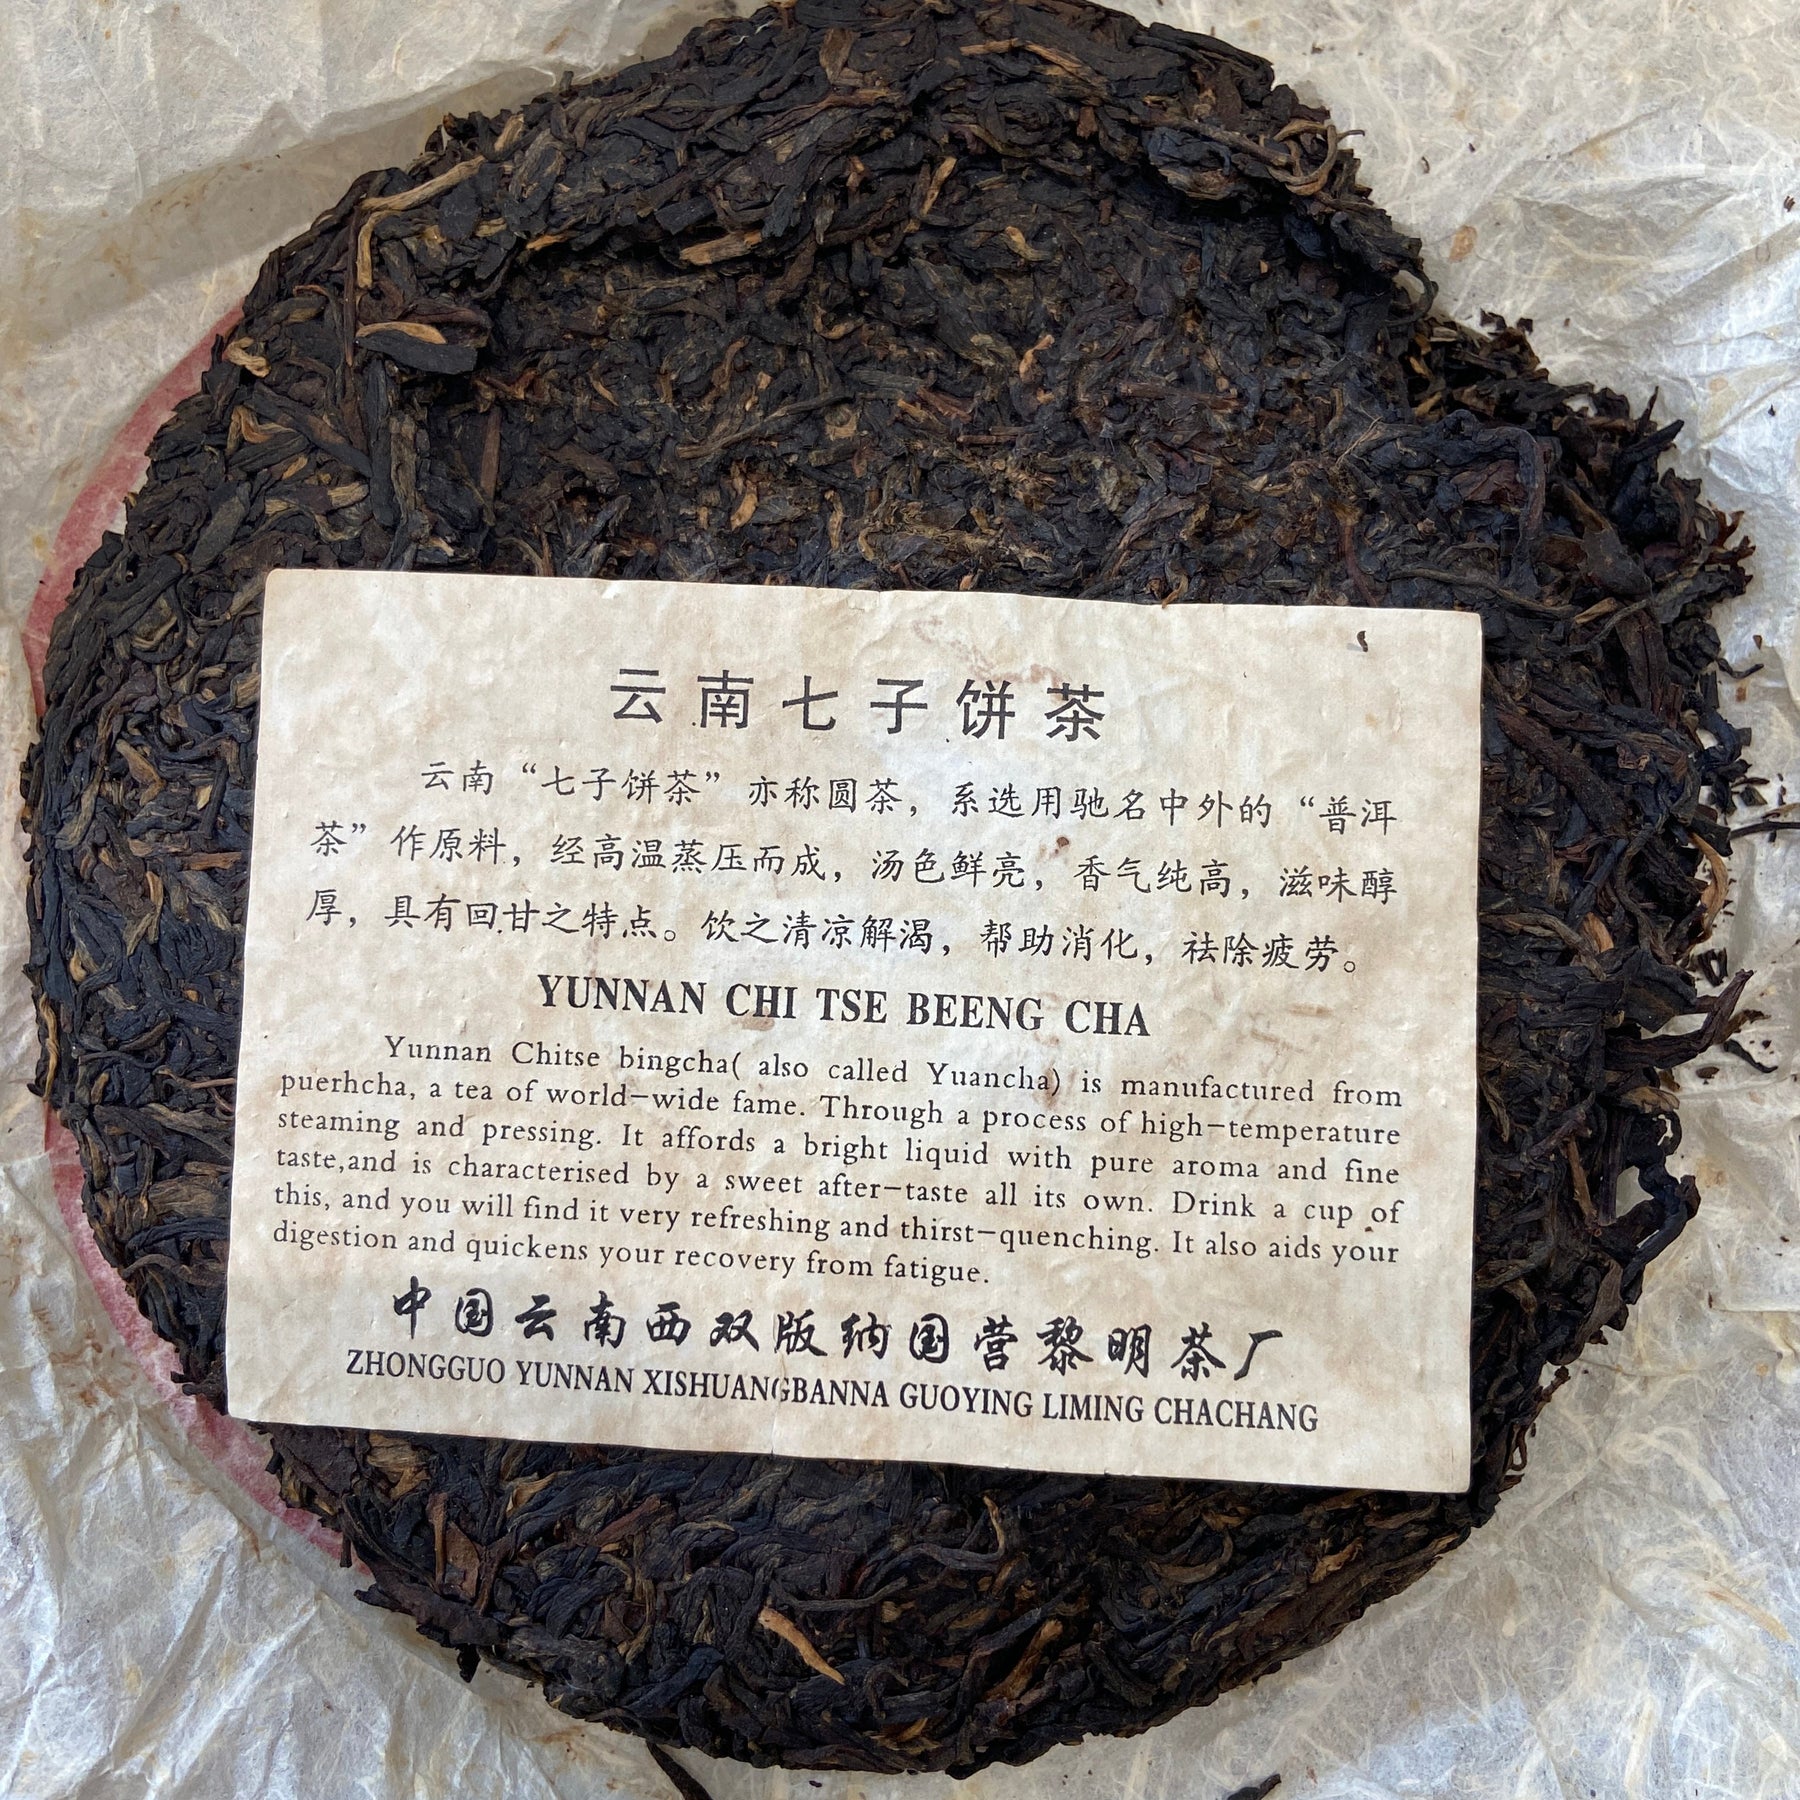 云南七子饼茶
云南“七子饼茶”亦称圆茶，系选用驰名中外的“普洱
茶”作原料，经高温蒸压而成，汤色鲜亮，香气纯高，滋味醇
厚，具有回甘之特点。饮之清凉解渴，帮助消化，祛除疲劳。
YUNNAN CHI TSE BEENG CHA
Yunnan Chitse bingcha( also called Yuancha) is manufactured from
puerhcha, a tea of world-wide fame. Through a process of high-temperature
steaming and pressing. It affords a bright liquid with pure aroma and fine
taste,and is characterised by a sweet after-taste all its own. Drink a cup of
this, and you will find it very refreshing and thirst-quenching. It also aids your
digestion and quickens your recovery from fatigue.
中国云南西双版纳国营黎明茶厂
ZHONGGUO YUNNAN XISHUANGBANNA GUOYING LIMING CHACHANG